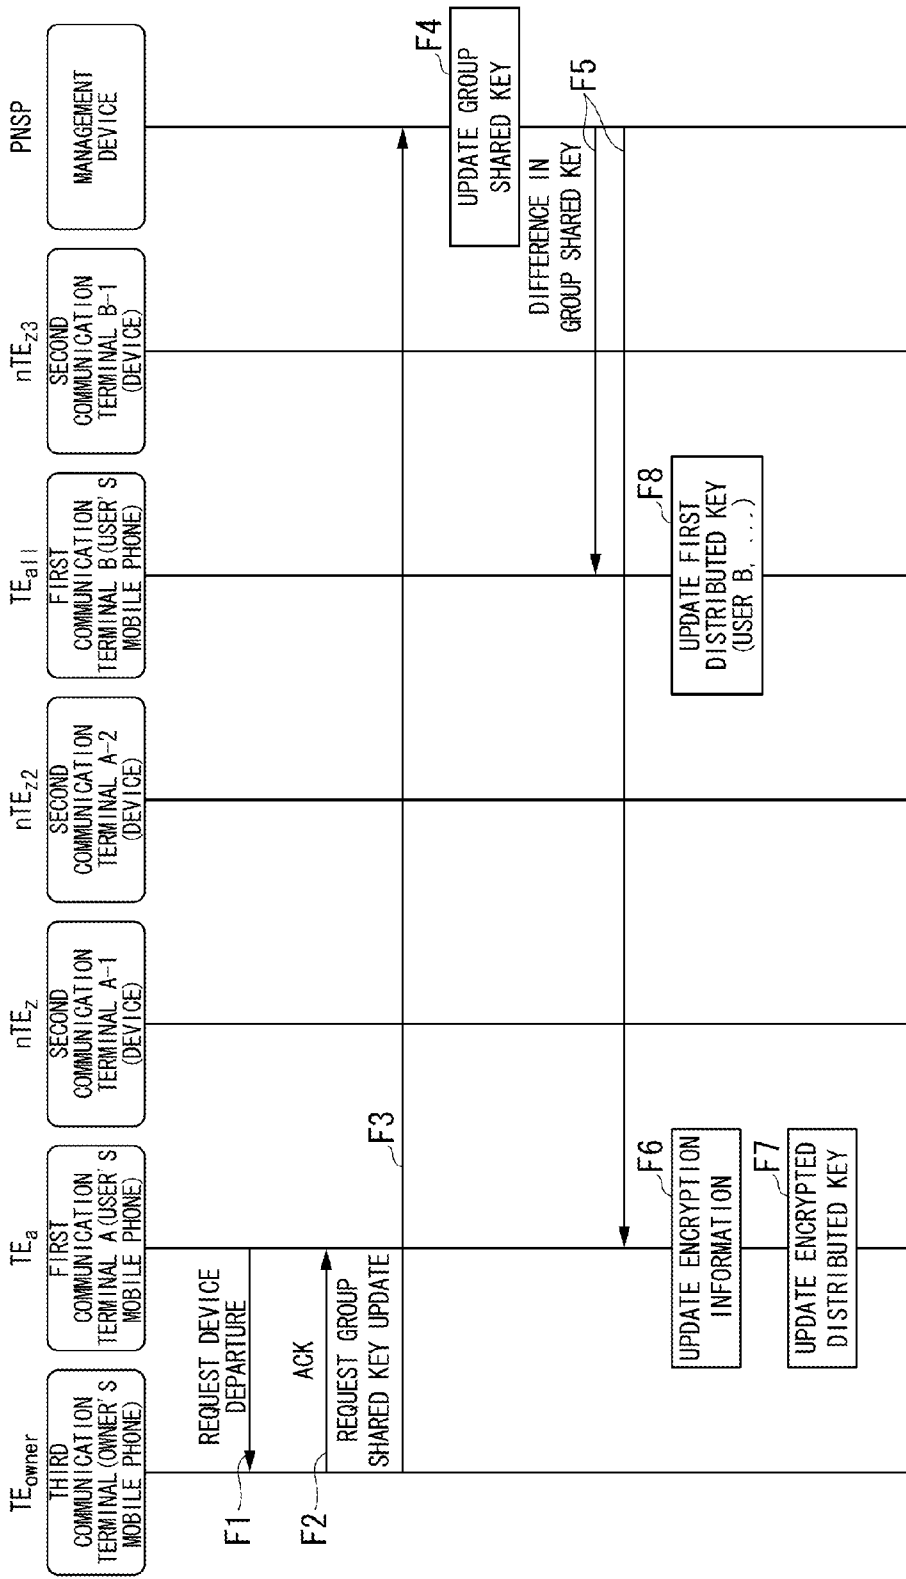 TEowner
THIRD
COMMUNICATION
TERMINAL (OWNER'S
MOBILE PHONE)
TEa
FIRST
COMMUNICATION
TERMINAL A (USER'S
MOBILE PHONE)
nTEz
SECOND
COMMUNICATION
TERMINAL A-1
(DEVICE)
nTEz2
SECOND
COMMUNICATION
TERMINAL A-2
(DEVICE)
TEall
FIRST
COMMUNICATION
TERMINAL B (USER'S
MOBILE PHONE)
nTEz3
SECOND
COMMUNICATION
TERMINAL B-1
(DEVICE)
PNSP
MANAGEMENT
DEVICE
REQUEST DEVICE
DEPARTURE
F1
ACK
F2
REQUEST GROUP
SHARED KEY UPDATE
F3
F4
UPDATE GROUP
SHARED KEY
DIFFERENCE IN
GROUP SHARED KEY
F5
F6
UPDATE ENCRYPTION
INFORMATION
F7
UPDATE ENCRYPTED
DISTRIBUTED KEY
F8
UPDATE FIRST
DISTRIBUTED KEY
(USER B, ...)